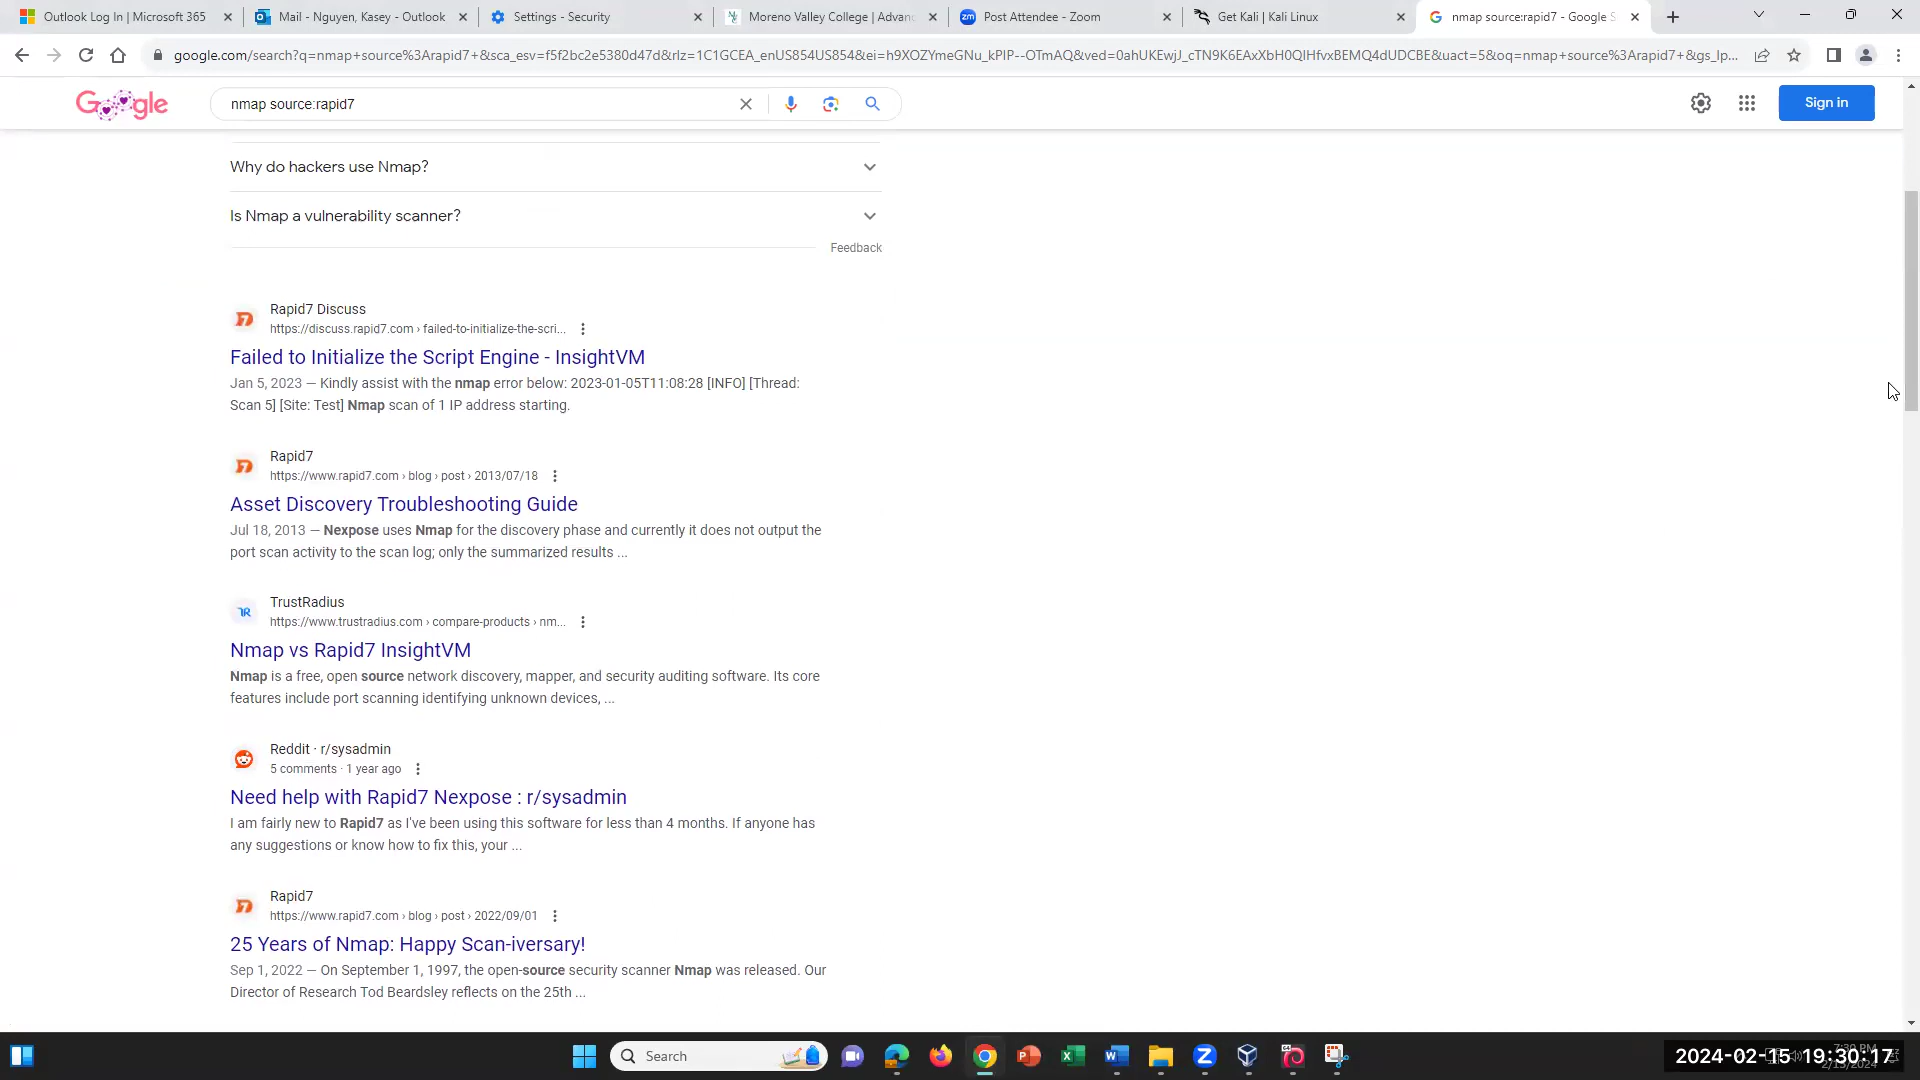 Outlook Log In | Microsoft 365
Mail - Nguyen, Kasey - Outlook
Settings - Security
Moreno Valley College | Advanc
Post Attendee - Zoom
Get Kali | Kali Linux
nmap source:rapid7 - Google S
google.com/search?q=nmap+source%3Arapid7+&sca_esv=f5f2bc2e5380d47d&rlz=1C1GCEA_enUS854US854&ei=h9XOZYmeGNu_kPIP--OTmAQ&ved=0ahUKEwjJ_cTN9K6EAxXbH0QIHfvxBEMQ4dUDCBE&uact=5&oq=nmap+source%3Arapid7+&gs_lp...
Google
nmap source:rapid7
Sign in
Why do hackers use Nmap?
Is Nmap a vulnerability scanner?
Feedback
Rapid7 Discuss
https://discuss.rapid7.com › failed-to-initialize-the-scri...
Failed to Initialize the Script Engine - InsightVM
Jan 5, 2023 — Kindly assist with the nmap error below: 2023-01-05T11:08:28 [INFO] [Thread:
Scan 5] [Site: Test] Nmap scan of 1 IP address starting.
Rapid7
https://www.rapid7.com › blog › post › 2013/07/18
Asset Discovery Troubleshooting Guide
Jul 18, 2013 — Nexpose uses Nmap for the discovery phase and currently it does not output the
port scan activity to the scan log; only the summarized results ...
TrustRadius
https://www.trustradius.com › compare-products › nm...
Nmap vs Rapid7 InsightVM
Nmap is a free, open source network discovery, mapper, and security auditing software. Its core
features include port scanning identifying unknown devices, ...
Reddit · r/sysadmin
5 comments · 1 year ago
Need help with Rapid7 Nexpose : r/sysadmin
I am fairly new to Rapid7 as I've been using this software for less than 4 months. If anyone has
any suggestions or know how to fix this, your ...
Rapid7
https://www.rapid7.com › blog › post › 2022/09/01
25 Years of Nmap: Happy Scan-iversary!
Sep 1, 2022 — On September 1, 1997, the open-source security scanner Nmap was released. Our
Director of Research Tod Beardsley reflects on the 25th ...
Search
2024-02-15 19:30:17